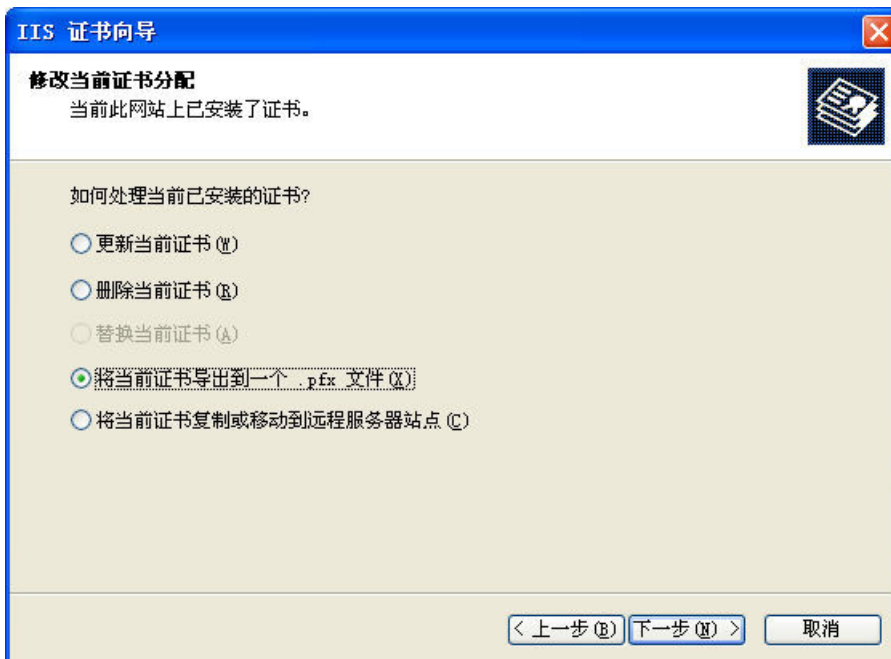 IIS 证书向导
修改当前证书分配
当前此网站上已安装了证书。
如何处理当前已安装的证书?
更新当前证书(W)
删除当前证书(R)
替换当前证书(A)
将当前证书导出到一个 .pfx 文件(X)
将当前证书复制或移动到远程服务器站点(C)
< 上一步(B) 下一步(N) > 取消